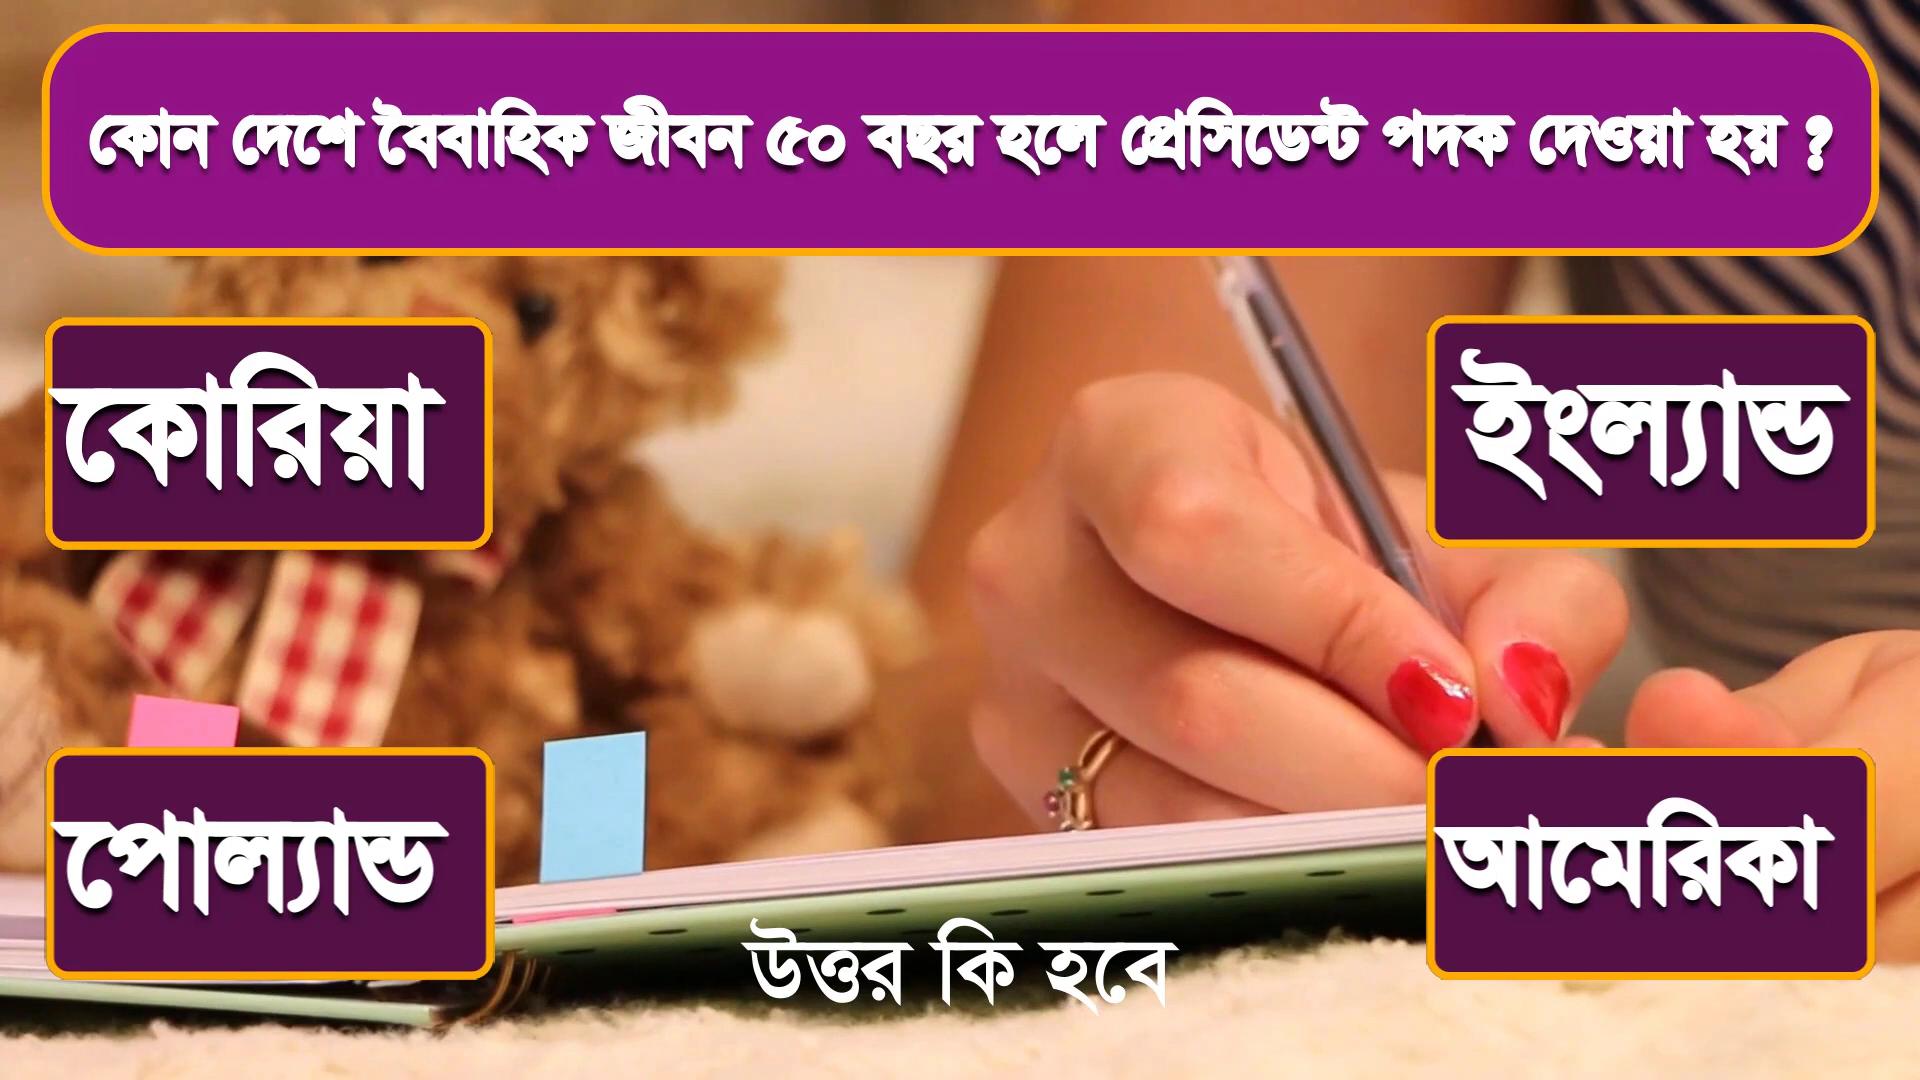 কোন দেশে বৈবাহিক জীবন ৫০ বছর হলে প্রেসিডেন্ট পদক দেওয়া হয় ?
কোরিয়া
ইংল্যান্ড
পোল্যান্ড
আমেরিকা
উত্তর কি হবে